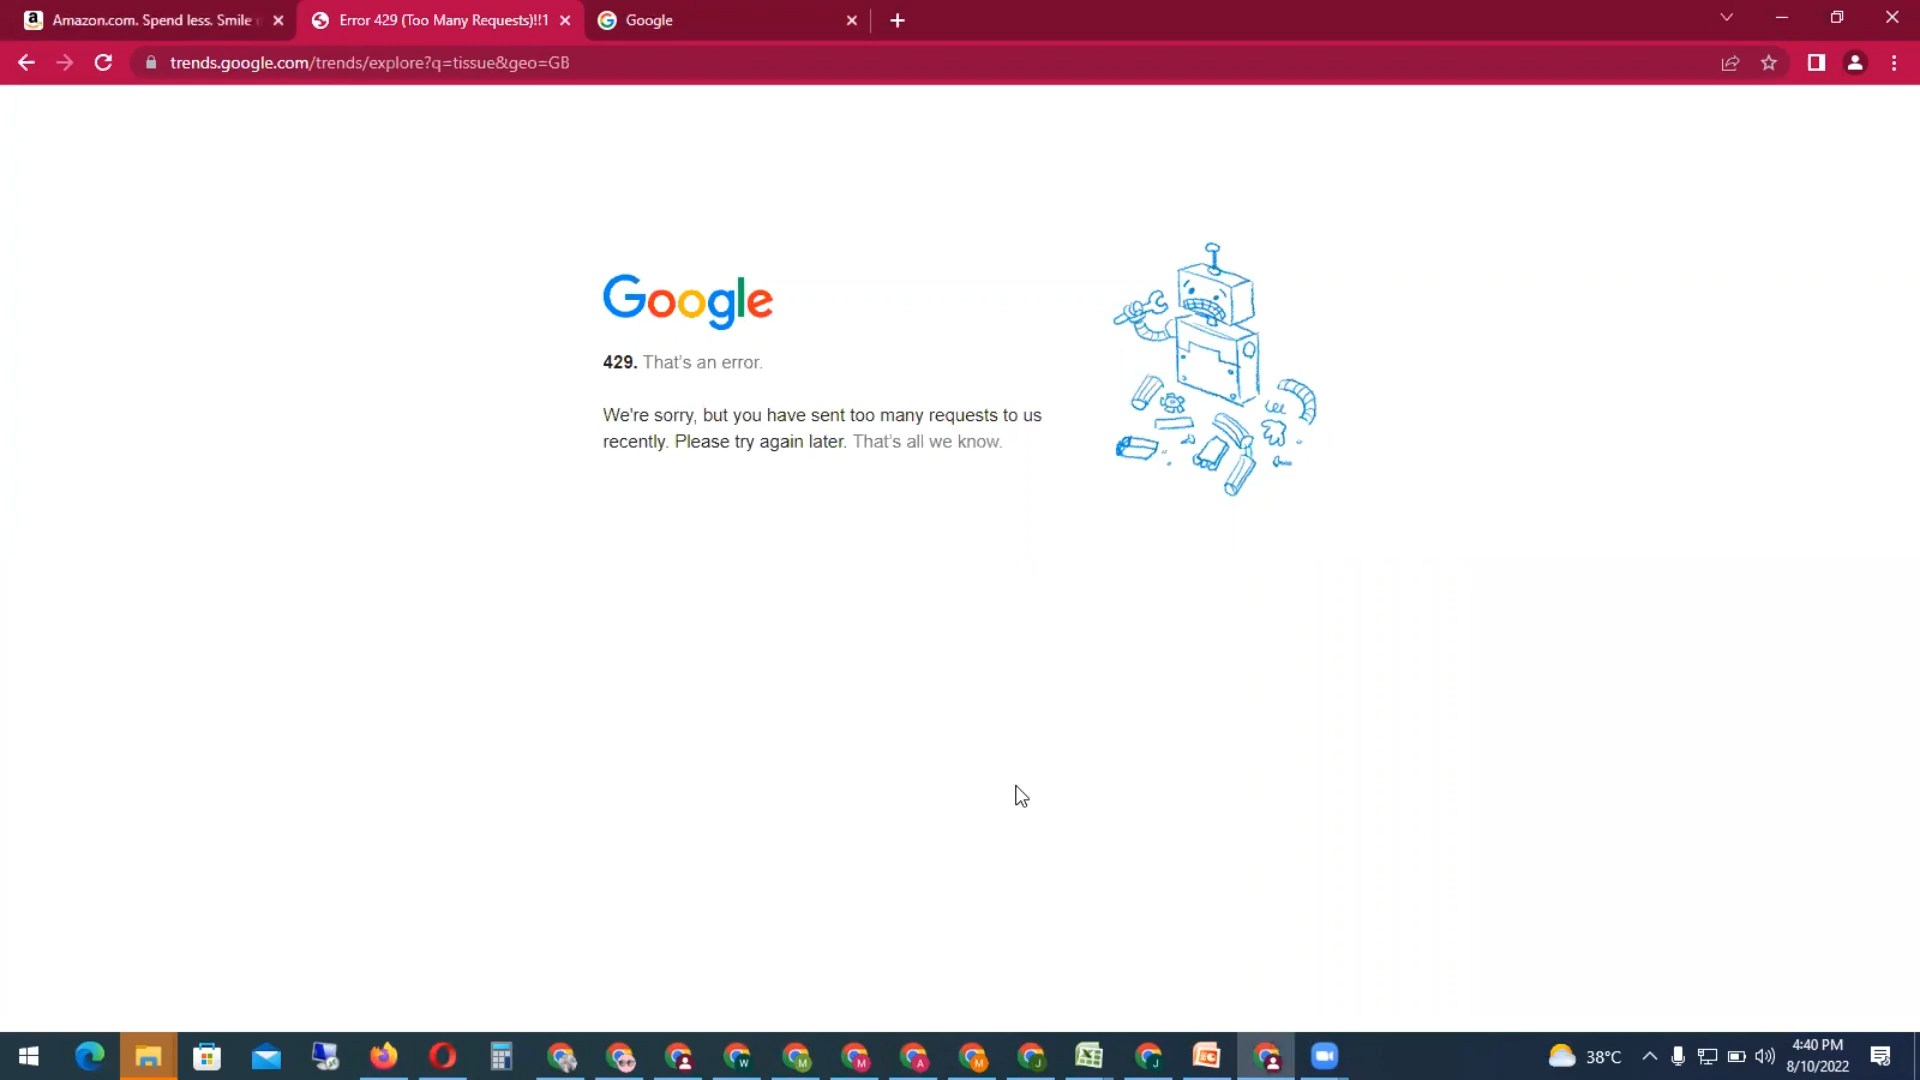 Amazon.com. Spend less. Smile
Error 429 (Too Many Requests)!!1
Google
trends.google.com/trends/explore?q=tissue&geo=GB
Google
429. That's an error.
We're sorry, but you have sent too many requests to us
recently. Please try again later. That's all we know.
W
M
M
A
M
J
J
38°C
4:40 PM
8/10/2022